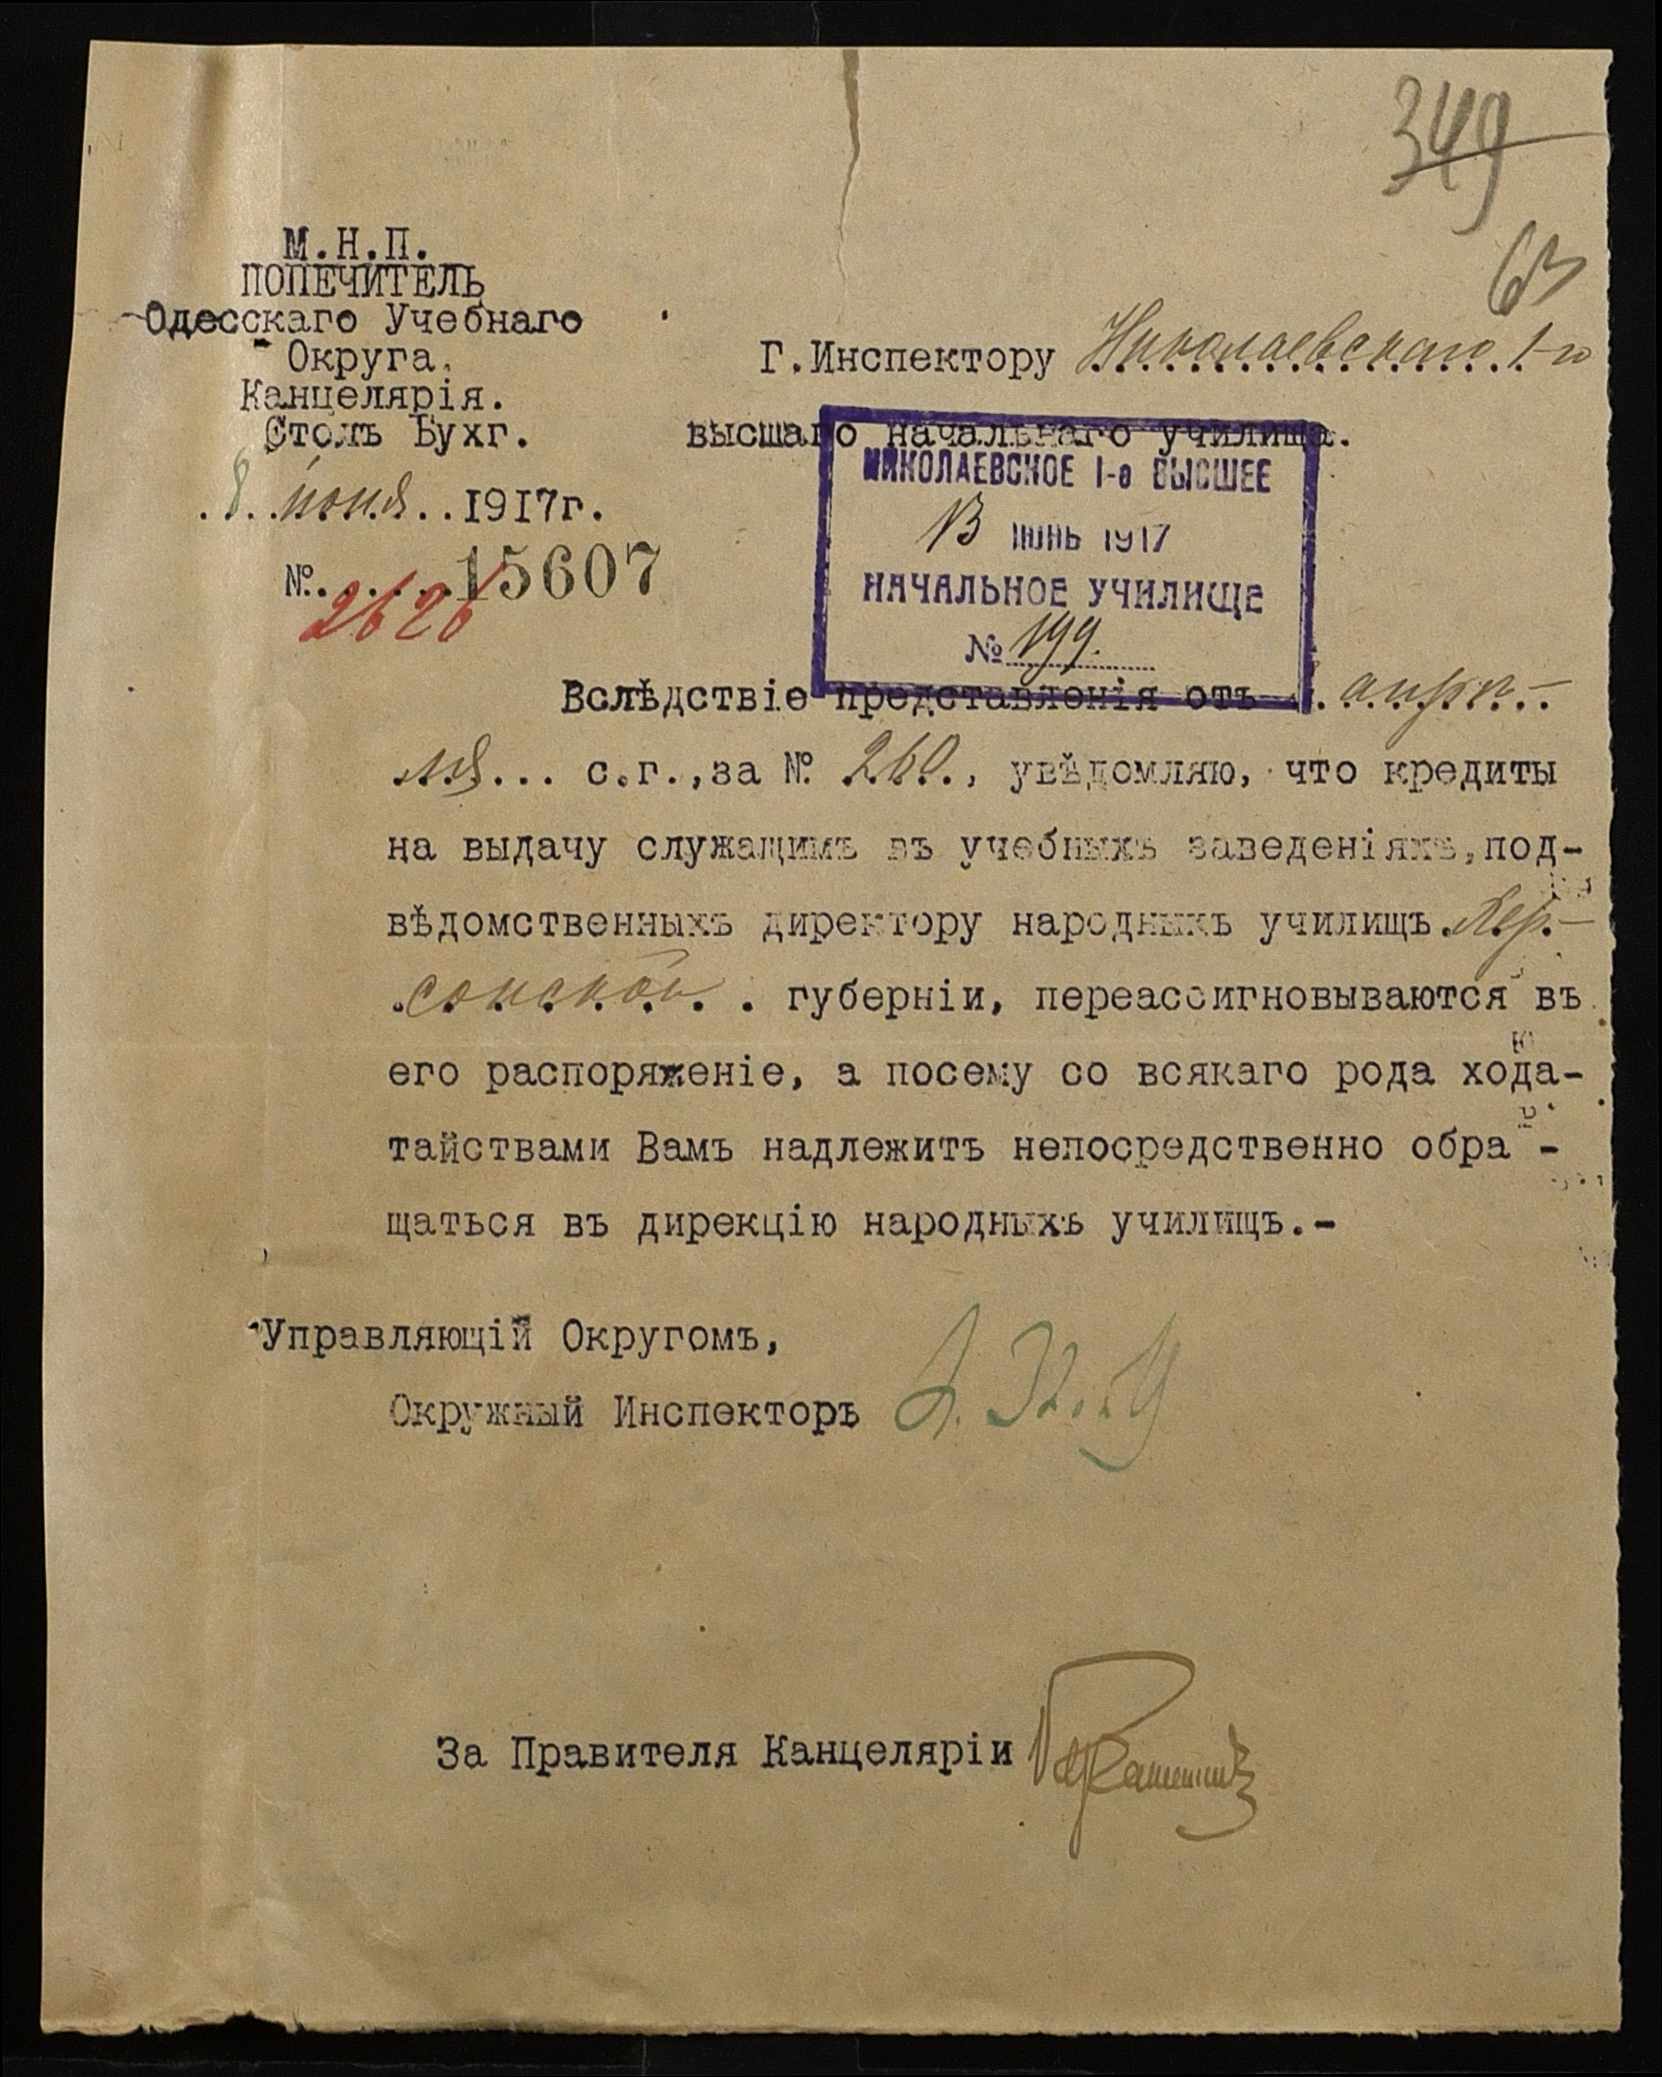 349
63
М.Н.П.
ПОПЕЧИТЕЛЬ
Одесскаго Учебнаго
Округа.
Канцелярія.
Столъ Бухг.
8 іюня 1917г.
№ 15607
2626
Г.Инспектору Николаевскаго 1-го
высшаго начальнаго училища.
НИКОЛАЕВСКОЕ I-е ВЫСШЕЕ
13 ІЮНЬ 1917
НАЧАЛЬНОЕ УЧИЛИЩЕ
№ 199.
Вслѣдствіе представленія отъ апрѣ-
ля ... с.г.,за № 260., увѣдомляю, что кредиты
на выдачу служащимъ въ учебныхъ заведеніяхъ,под-
вѣдомственныхъ директору народныхъ училищъ Хер-
сонской губерніи, переассигновываются въ
его распоряженіе, а посему со всякаго рода хода-
тайствами Вамъ надлежитъ непосредственно обра-
щаться въ дирекцію народныхъ училищъ.-
Управляющій Округомъ,
Окружный Инспекторъ
За Правителя Канцеляріи